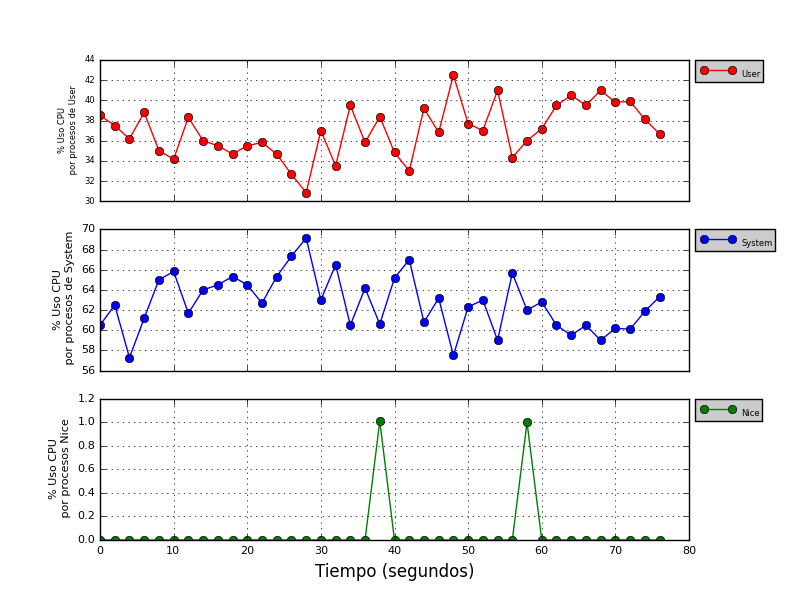 44
42
40
38
36
34
32
30
% Uso CPU
por procesos de User
User
70
68
66
64
62
60
58
56
% Uso CPU
por procesos de System
System
1.2
1.0
0.8
0.6
0.4
0.2
0.0
% Uso CPU
por procesos Nice
Nice
0 10 20 30 40 50 60 70 80
Tiempo (segundos)